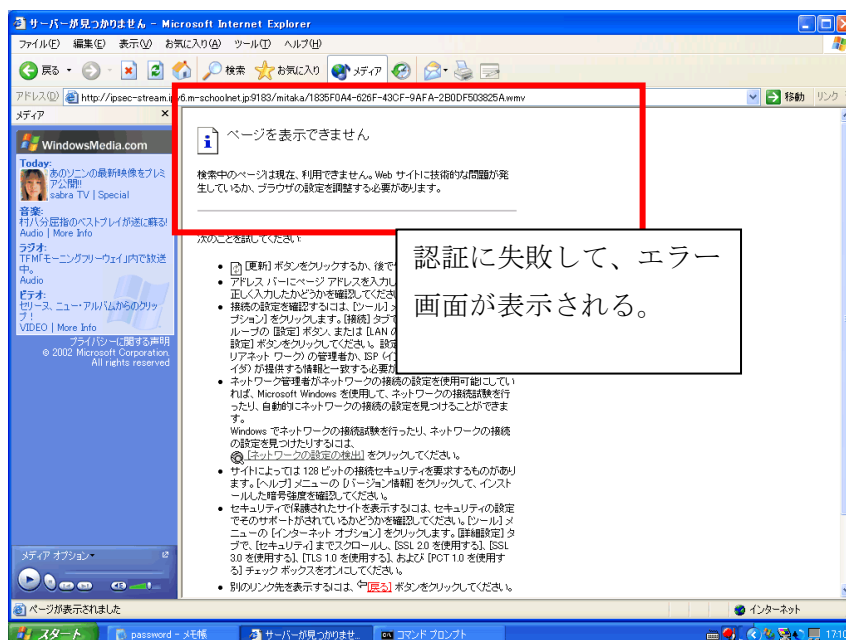 サーバーが見つかりません - Microsoft Internet Explorer
ファイル(F) 編集(E) 表示(V) お気に入り(A) ツール(T) ヘルプ(H)
戻る 検索 お気に入り メディア
アドレス(D) http://ipsec-stream.ipv6.m-schoolnet.jp:9183/mitaka/1835F0A4-626F-43CF-9AFA-2B0DF503825A.wmv 移動 リンク
メディア ×
WindowsMedia.com
Today:
あのソニンの最新映像をプレミ
ア公開!!
sabra TV | Special
音楽:
村八分屈指のベストプレイが遂に蘇る!
Audio | More Info
ラジオ:
TFM『モーニングフリーウェイ』内で放送
中。
Audio
ビデオ:
セリーヌ、ニュー・アルバムからのクリッ
プ!
VIDEO | More Info
プライバシーに関する声明
© 2002 Microsoft Corporation.
All rights reserved
メディア オプション
ページを表示できません
検索中のページは現在、利用できません。Web サイトに技術的な問題が発
生しているか、ブラウザの設定を調整する必要があります。
次のことを試してください:
[更新] ボタンをクリックするか、後で
アドレス バーにページ アドレスを入力し
正しく入力したかどうかを確認してくださ
接続の設定を確認するには、[ツール]
プション] をクリックします。[接続] タブで
ループの [設定] ボタン、または [LAN の
設定] ボタンをクリックしてください。設定
リアネット ワーク) の管理者か、ISP (イ
イダ) が提供する情報と一致する必要が
ネットワーク管理者がネットワークの接続の設定を使用可能にしてい
れば、Microsoft Windows を使用して、ネットワークの接続試験を行
ったり、自動的にネットワークの接続の設定を見つけることができま
す。
Windows でネットワークの接続試験を行ったり、ネットワークの接続
の設定を見つけたりするには、
[ネットワークの設定の検出] をクリックしてください。
サイトによっては 128 ビットの接続セキュリティを要求するものがあり
ます。[ヘルプ] メニューの [バージョン情報] をクリックして、インスト
ールした暗号強度を確認してください。
セキュリティで保護されたサイトを表示するには、セキュリティの設定
でそのサポートがされているかどうかを確認してください。[ツール] メ
ニューの [インターネット オプション] をクリックします。[詳細設定] タ
ブで、[セキュリティ] までスクロールし、[SSL 2.0 を使用する]、[SSL
3.0 を使用する]、[TLS 1.0 を使用する]、および [PCT 1.0 を使用す
る] チェック ボックスをオンにしてください。
別のリンク先を表示するには、[戻る] ボタンをクリックしてください。
認証に失敗して、エラー
画面が表示される。
ページが表示されました インターネット
スタート password - メモ帳 サーバーが見つかりませ... コマンド プロンプト 17:10